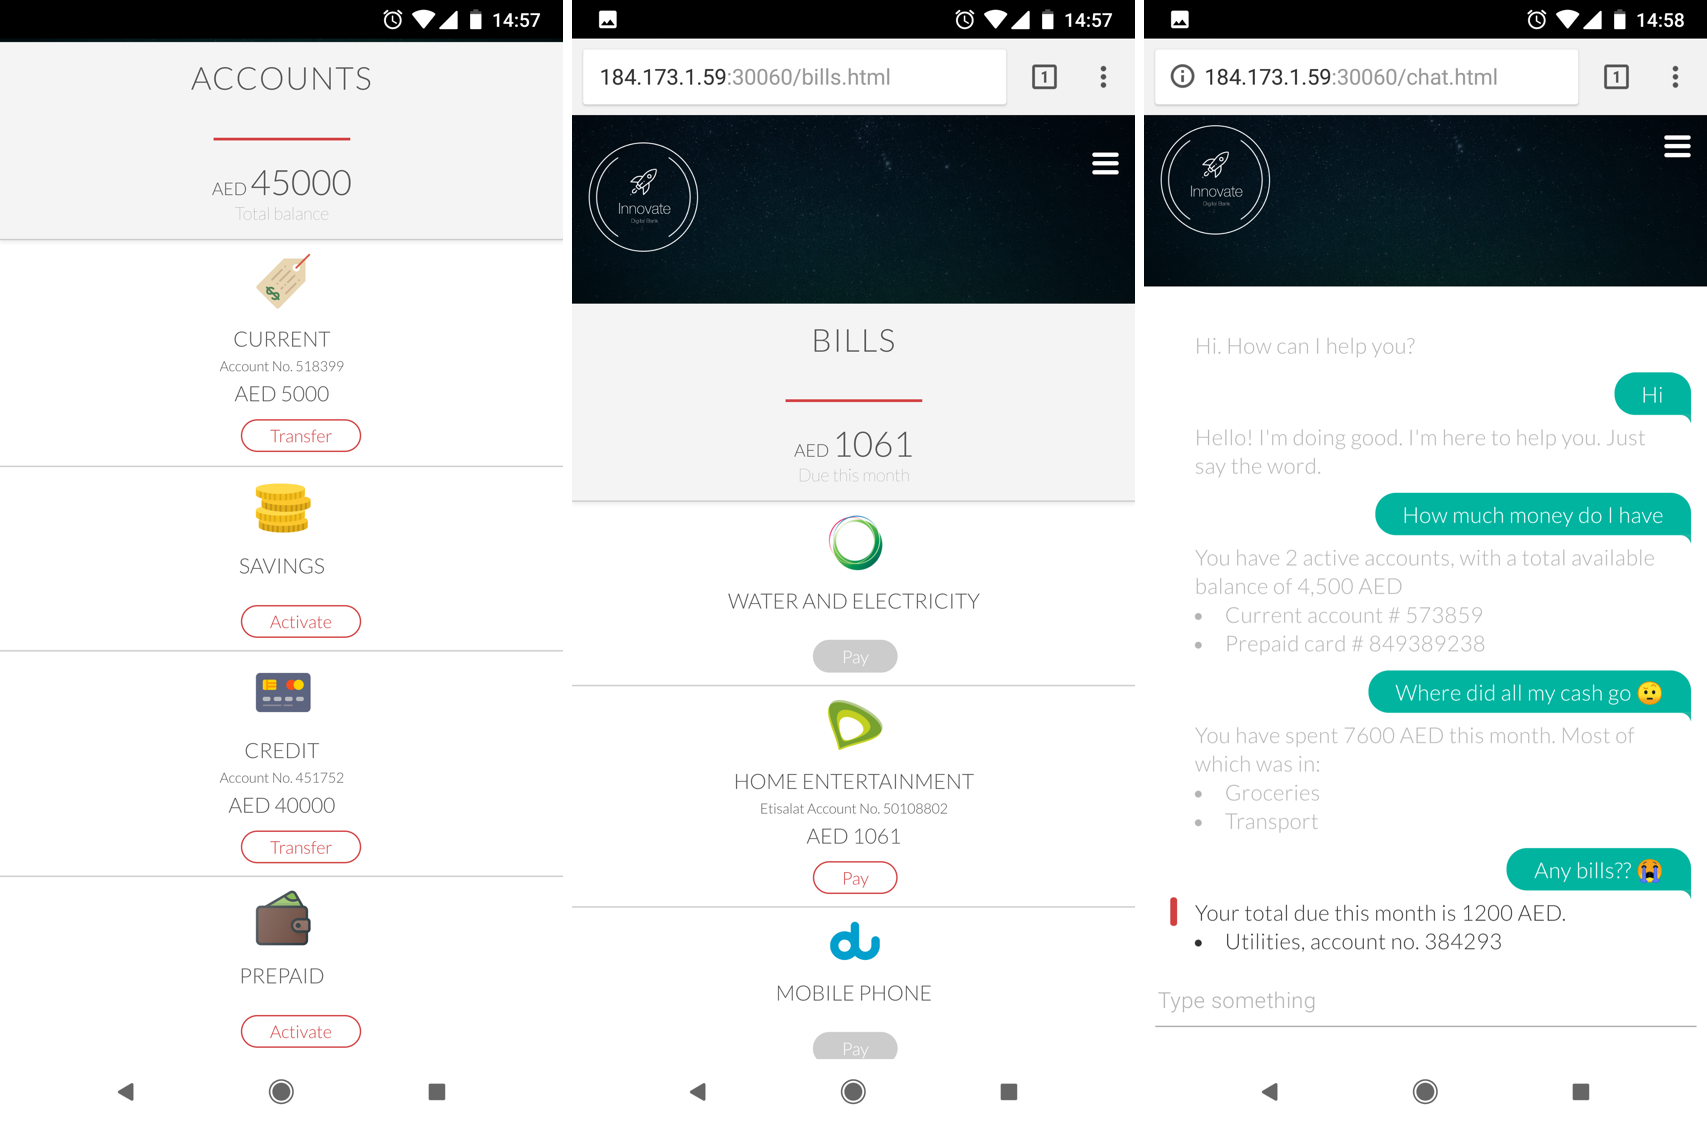 14:57
ACCOUNTS
AED 45000
Total balance
CURRENT
Account No. 518399
AED 5000
Transfer
SAVINGS
Activate
CREDIT
Account No. 451752
AED 40000
Transfer
PREPAID
Activate
14:57
184.173.1.59:30060/bills.html
1
Innovate
Digital Bank
BILLS
AED 1061
Due this month
WATER AND ELECTRICITY
Pay
HOME ENTERTAINMENT
Etisalat Account No. 50108802
AED 1061
Pay
du
MOBILE PHONE
Pay
14:58
184.173.1.59:30060/chat.html
1
Innovate
Digital Bank
Hi. How can I help you?
Hi
Hello! I'm doing good. I'm here to help you. Just
say the word.
How much money do I have
You have 2 active accounts, with a total available
balance of 4,500 AED
• Current account # 573859
• Prepaid card # 849389238
Where did all my cash go 🤨
You have spent 7600 AED this month. Most of
which was in:
• Groceries
• Transport
Any bills?? 😭
Your total due this month is 1200 AED.
• Utilities, account no. 384293
Type something